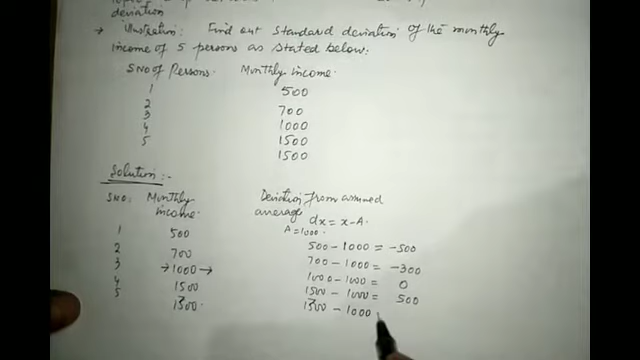 deviation
→ illustration: Find out standard deviation of the monthly
income of 5 persons as stated below:
SNO of Persons. Monthly income.
1 500
2 700
3 1000
4 1500
5 1500
Solution:-
SNO: Monthly income. Deviation from assumed average
dx = x-A.
A=1000.
1 500 500 - 1000 = -500
2 700 700 - 1000 = -300
3 →1000→ 1000 - 1000 = 0
4 1500 1500 - 1000 = 500
5 1300. 1300 - 1000